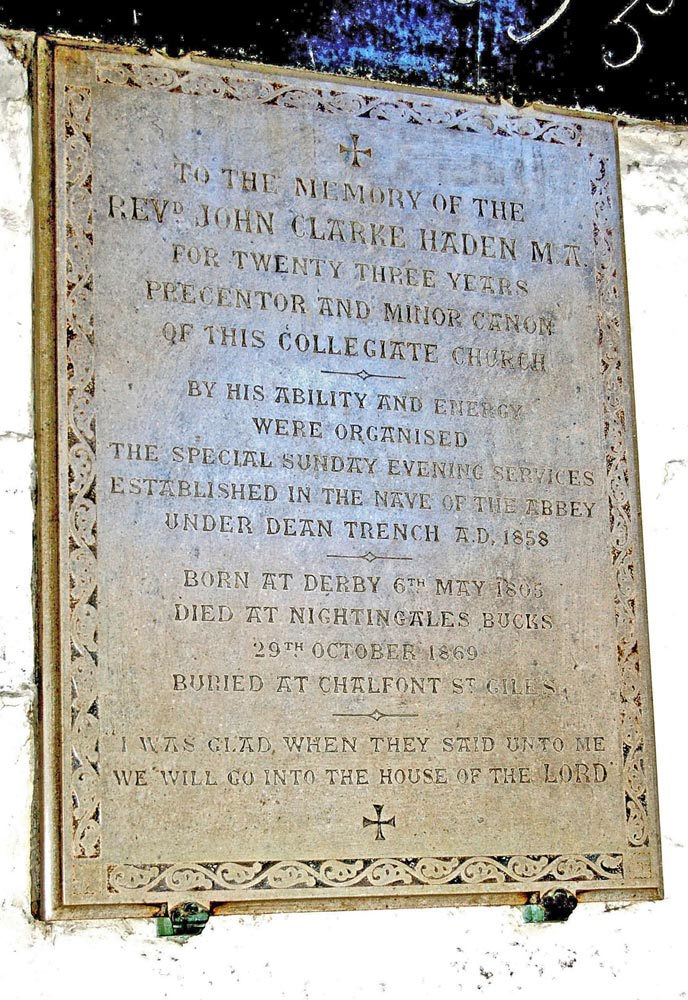 TO THE MEMORY OF THE
REVD JOHN CLARKE HADEN M.A.
FOR TWENTY THREE YEARS
PRECENTOR AND MINOR CANON
OF THIS COLLEGIATE CHURCH
BY HIS ABILITY AND ENERGY
WERE ORGANISED
THE SPECIAL SUNDAY EVENING SERVICES
ESTABLISHED IN THE NAVE OF THE ABBEY
UNDER DEAN TRENCH A.D. 1858
BORN AT DERBY 6TH MAY 1805
DIED AT NIGHTINGALES BUCKS
29TH OCTOBER 1869
BURIED AT CHALFONT ST GILES
I WAS GLAD, WHEN THEY SAID UNTO ME
WE WILL GO INTO THE HOUSE OF THE LORD